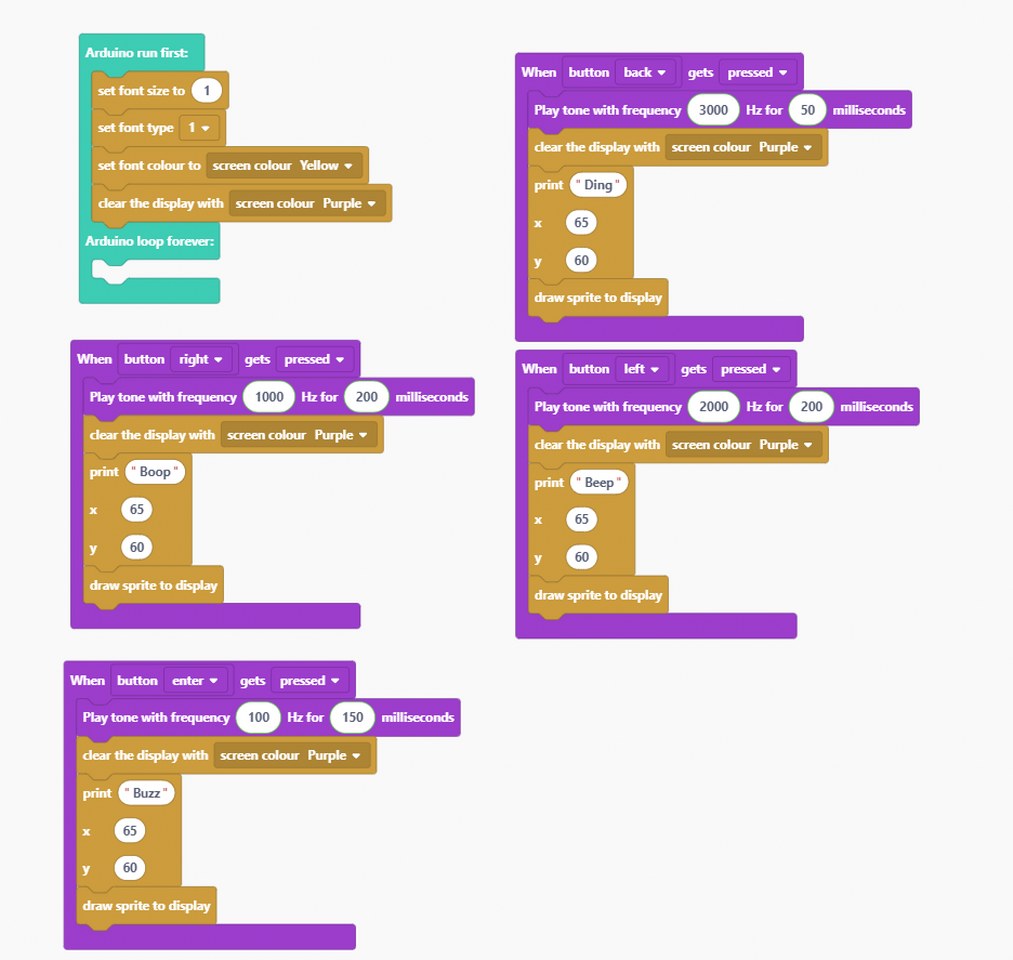 Arduino run first:
set font size to 1
set font type 1
set font colour to screen colour Yellow
clear the display with screen colour Purple
Arduino loop forever:
When button back gets pressed
Play tone with frequency 3000 Hz for 50 milliseconds
clear the display with screen colour Purple
print "Ding"
x 65
y 60
draw sprite to display
When button right gets pressed
Play tone with frequency 1000 Hz for 200 milliseconds
clear the display with screen colour Purple
print "Boop"
x 65
y 60
draw sprite to display
When button left gets pressed
Play tone with frequency 2000 Hz for 200 milliseconds
clear the display with screen colour Purple
print "Beep"
x 65
y 60
draw sprite to display
When button enter gets pressed
Play tone with frequency 100 Hz for 150 milliseconds
clear the display with screen colour Purple
print "Buzz"
x 65
y 60
draw sprite to display